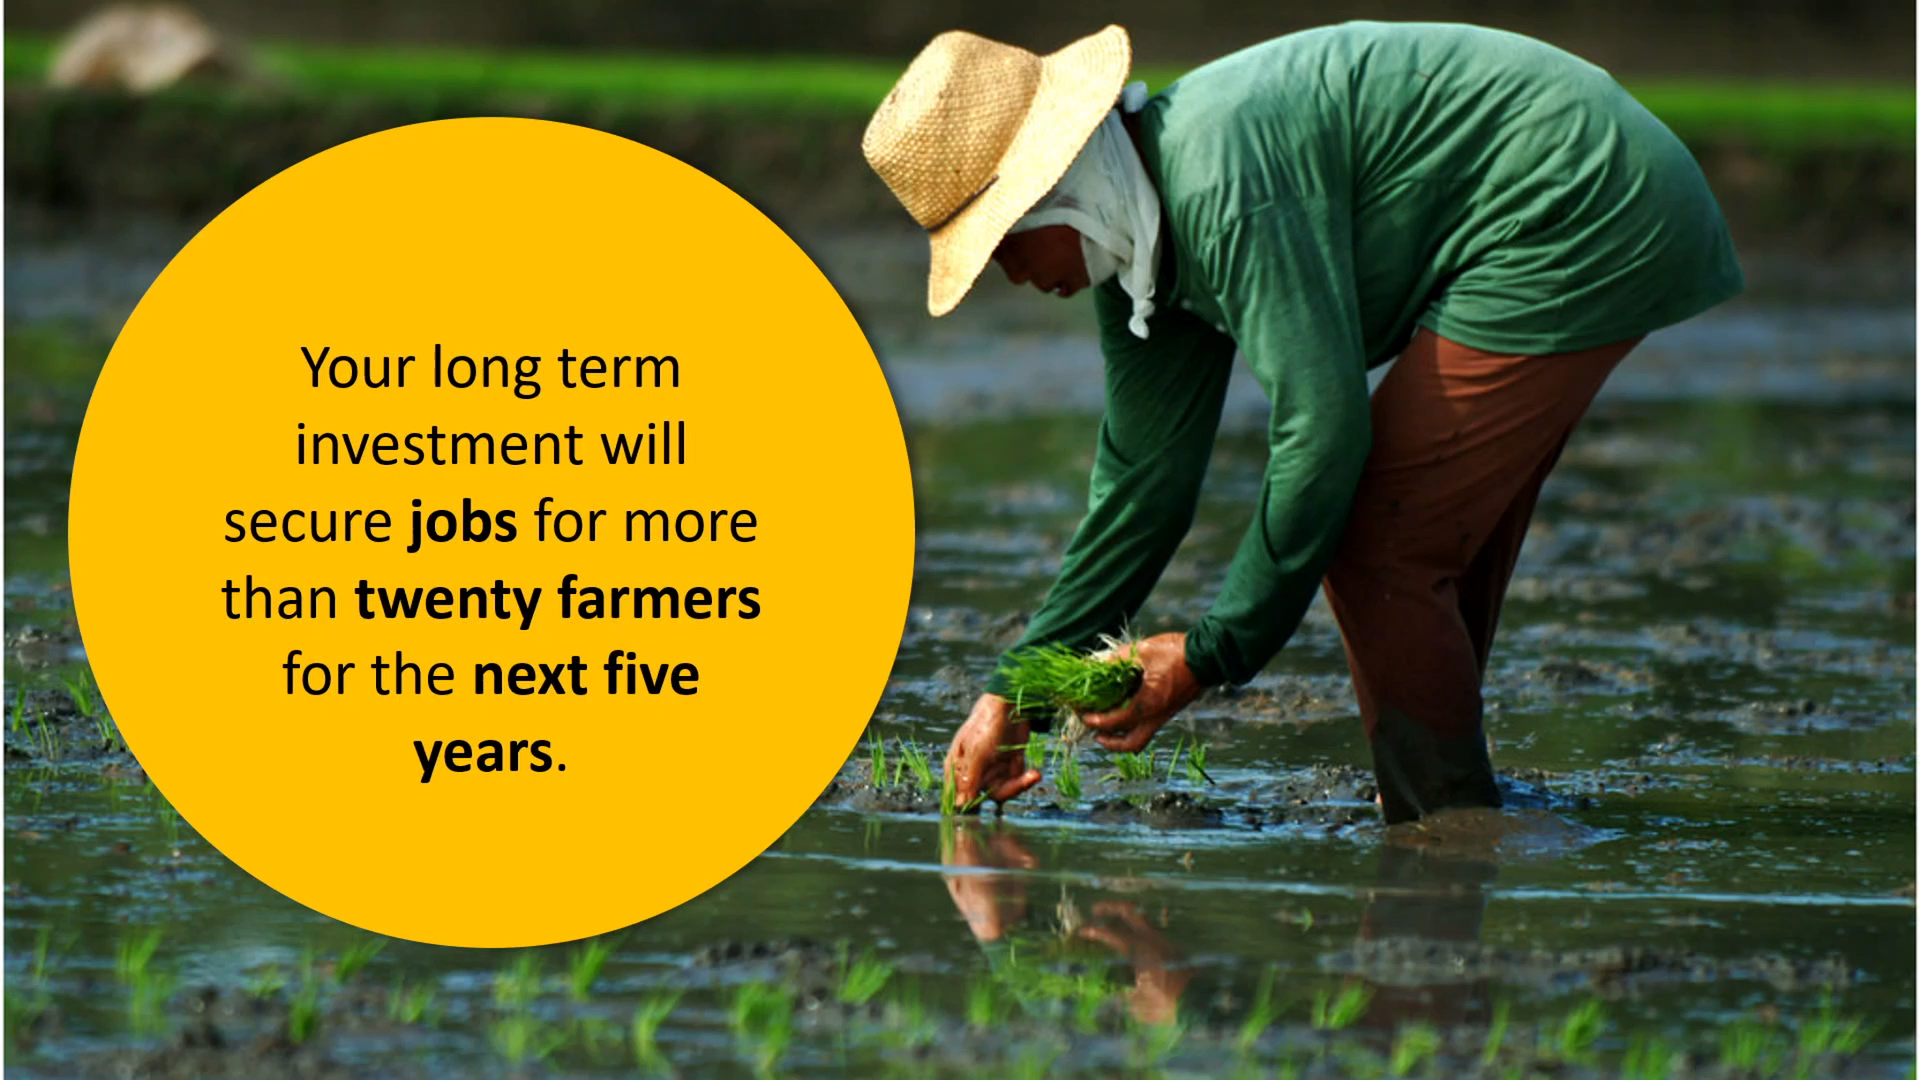 Your long term
investment will
secure jobs for more
than twenty farmers
for the next five
years.